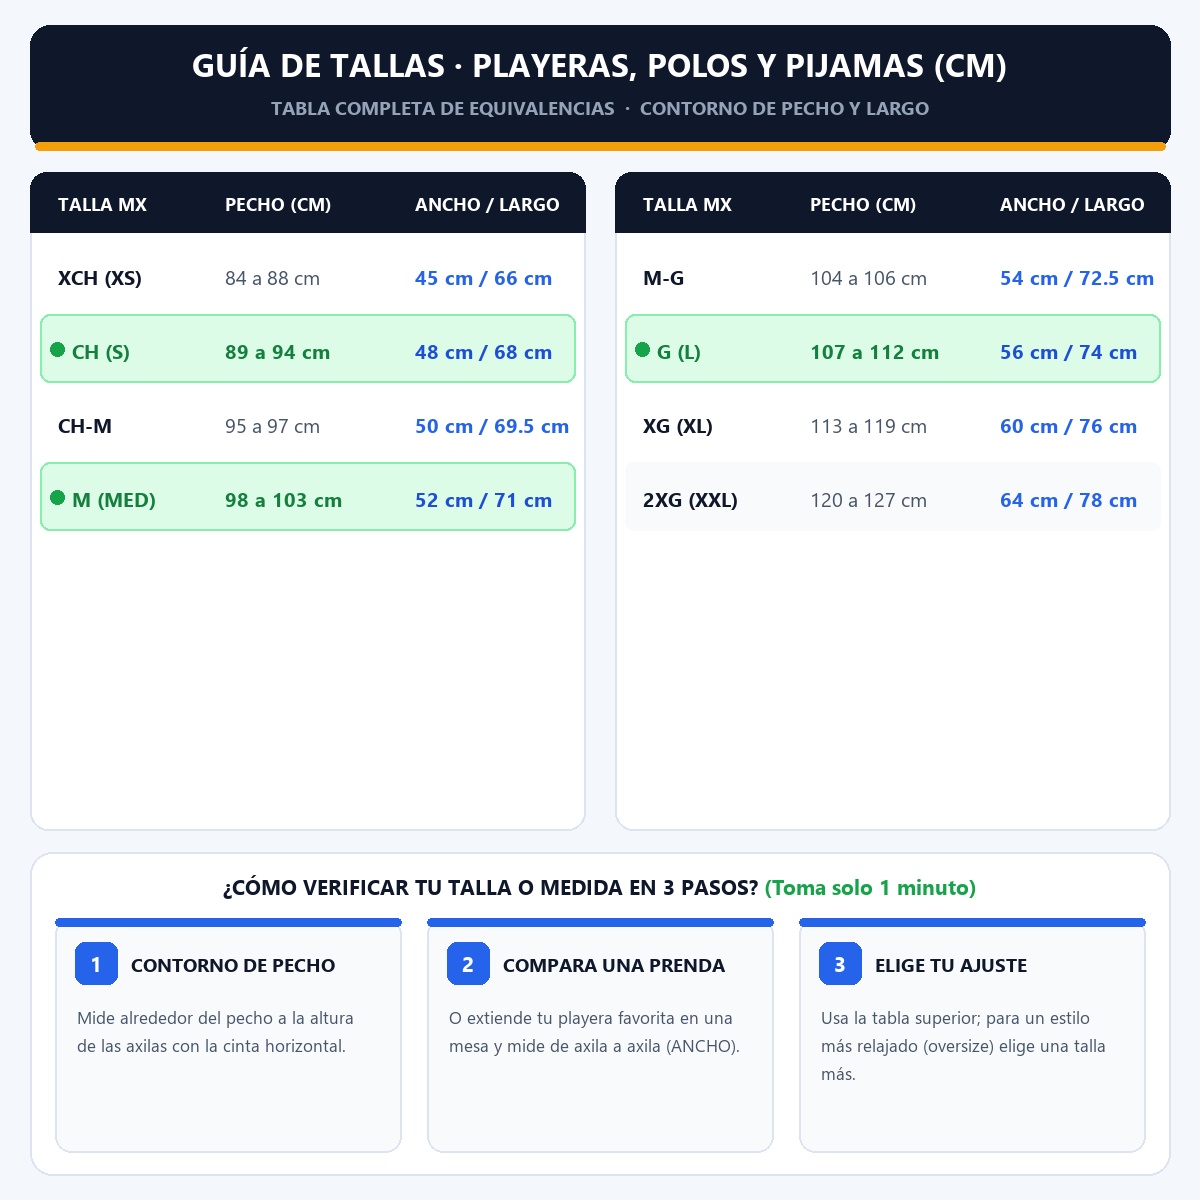 GUÍA DE TALLAS · PLAYERAS, POLOS Y PIJAMAS (CM)
TABLA COMPLETA DE EQUIVALENCIAS · CONTORNO DE PECHO Y LARGO
TALLA MX PECHO (CM) ANCHO / LARGO
XCH (XS) 84 a 88 cm 45 cm / 66 cm
CH (S) 89 a 94 cm 48 cm / 68 cm
CH-M 95 a 97 cm 50 cm / 69.5 cm
M (MED) 98 a 103 cm 52 cm / 71 cm
TALLA MX PECHO (CM) ANCHO / LARGO
M-G 104 a 106 cm 54 cm / 72.5 cm
G (L) 107 a 112 cm 56 cm / 74 cm
XG (XL) 113 a 119 cm 60 cm / 76 cm
2XG (XXL) 120 a 127 cm 64 cm / 78 cm
¿CÓMO VERIFICAR TU TALLA O MEDIDA EN 3 PASOS? (Toma solo 1 minuto)
1 CONTORNO DE PECHO
Mide alrededor del pecho a la altura
de las axilas con la cinta horizontal.
2 COMPARA UNA PRENDA
O extiende tu playera favorita en una
mesa y mide de axila a axila (ANCHO).
3 ELIGE TU AJUSTE
Usa la tabla superior; para un estilo
más relajado (oversize) elige una talla
más.